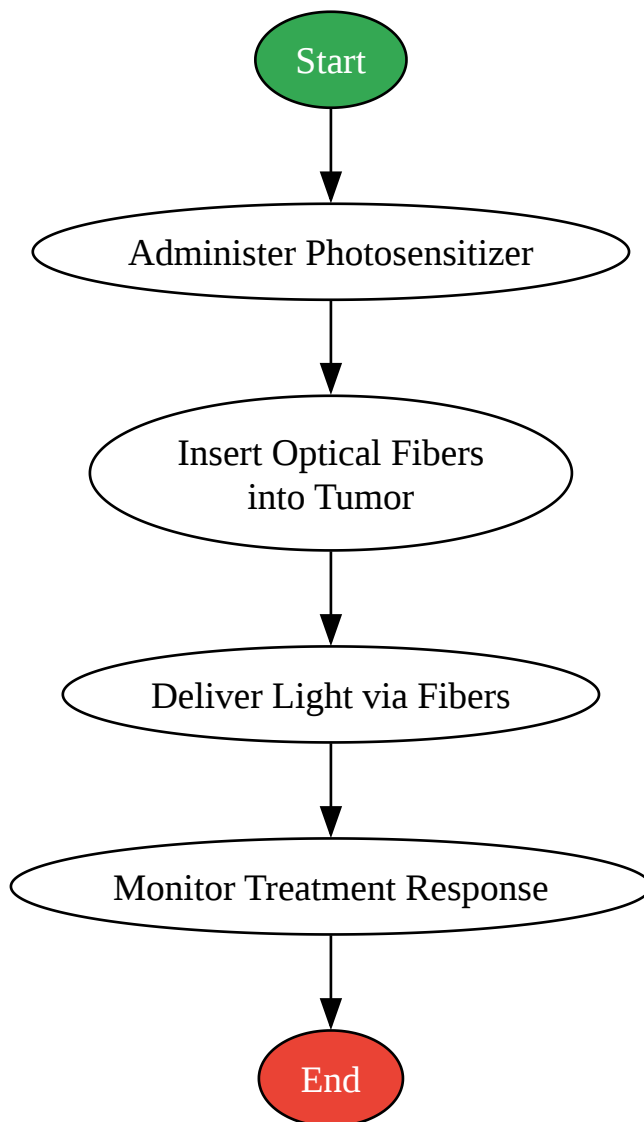 Start
Administer Photosensitizer
Insert Optical Fibers
into Tumor
Deliver Light via Fibers
Monitor Treatment Response
End